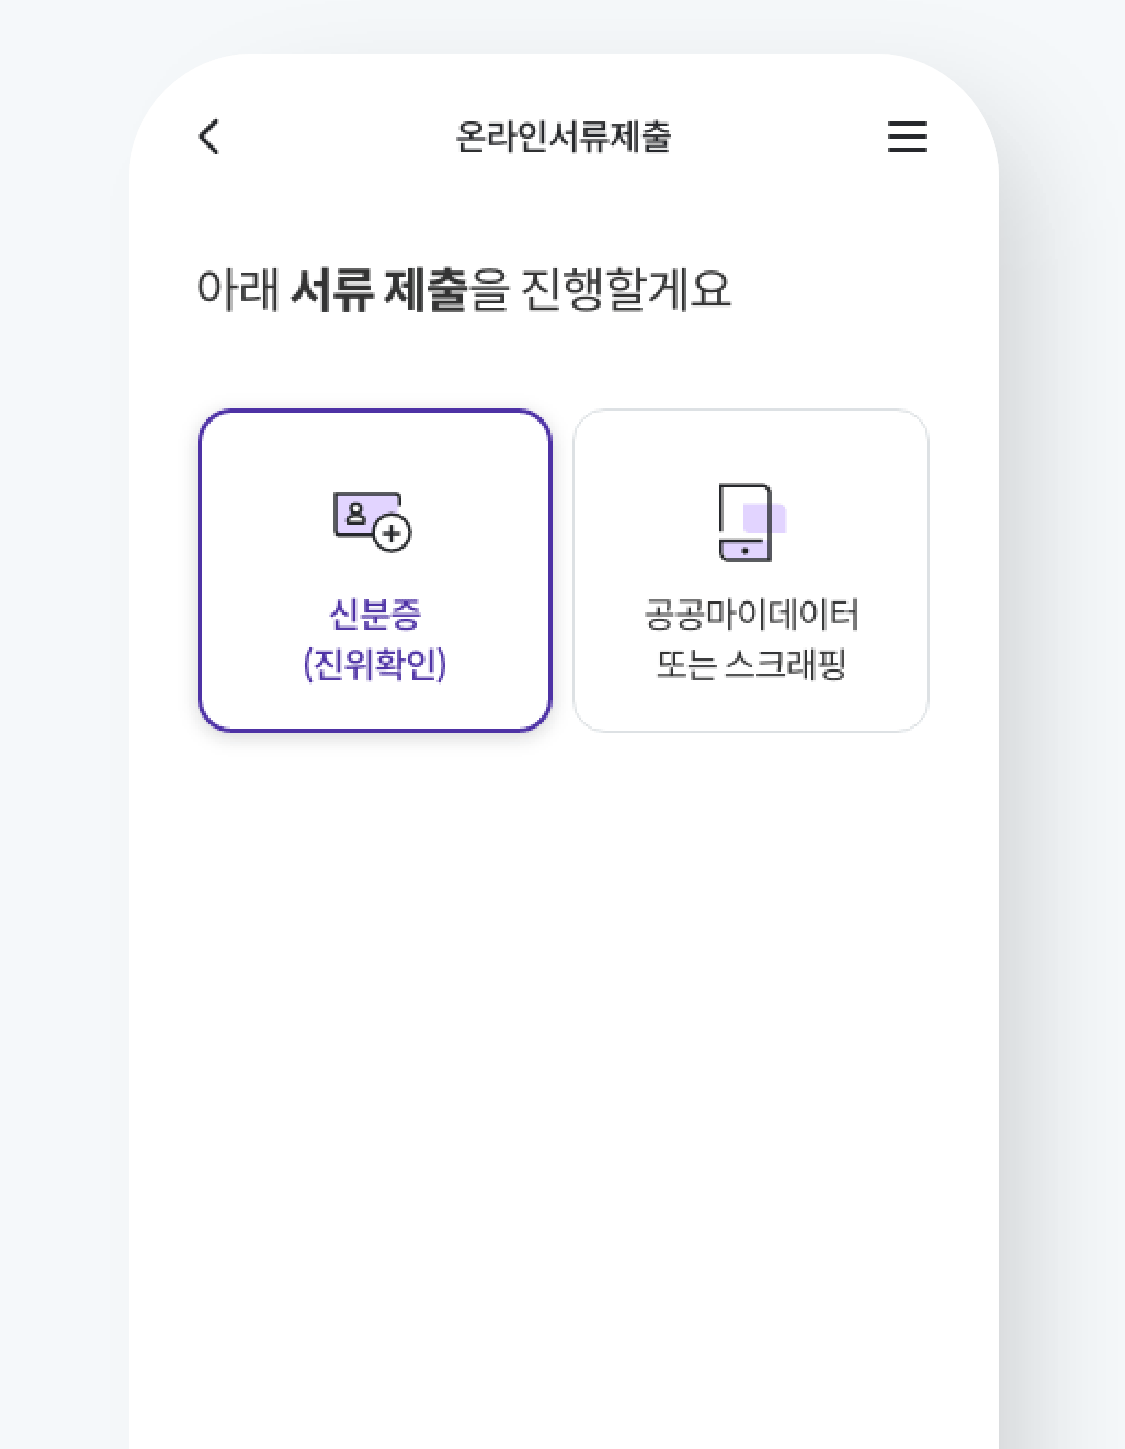 온라인서류제출
아래 서류 제출을 진행할게요
신분증
(진위확인)
공공마이데이터
또는 스크래핑